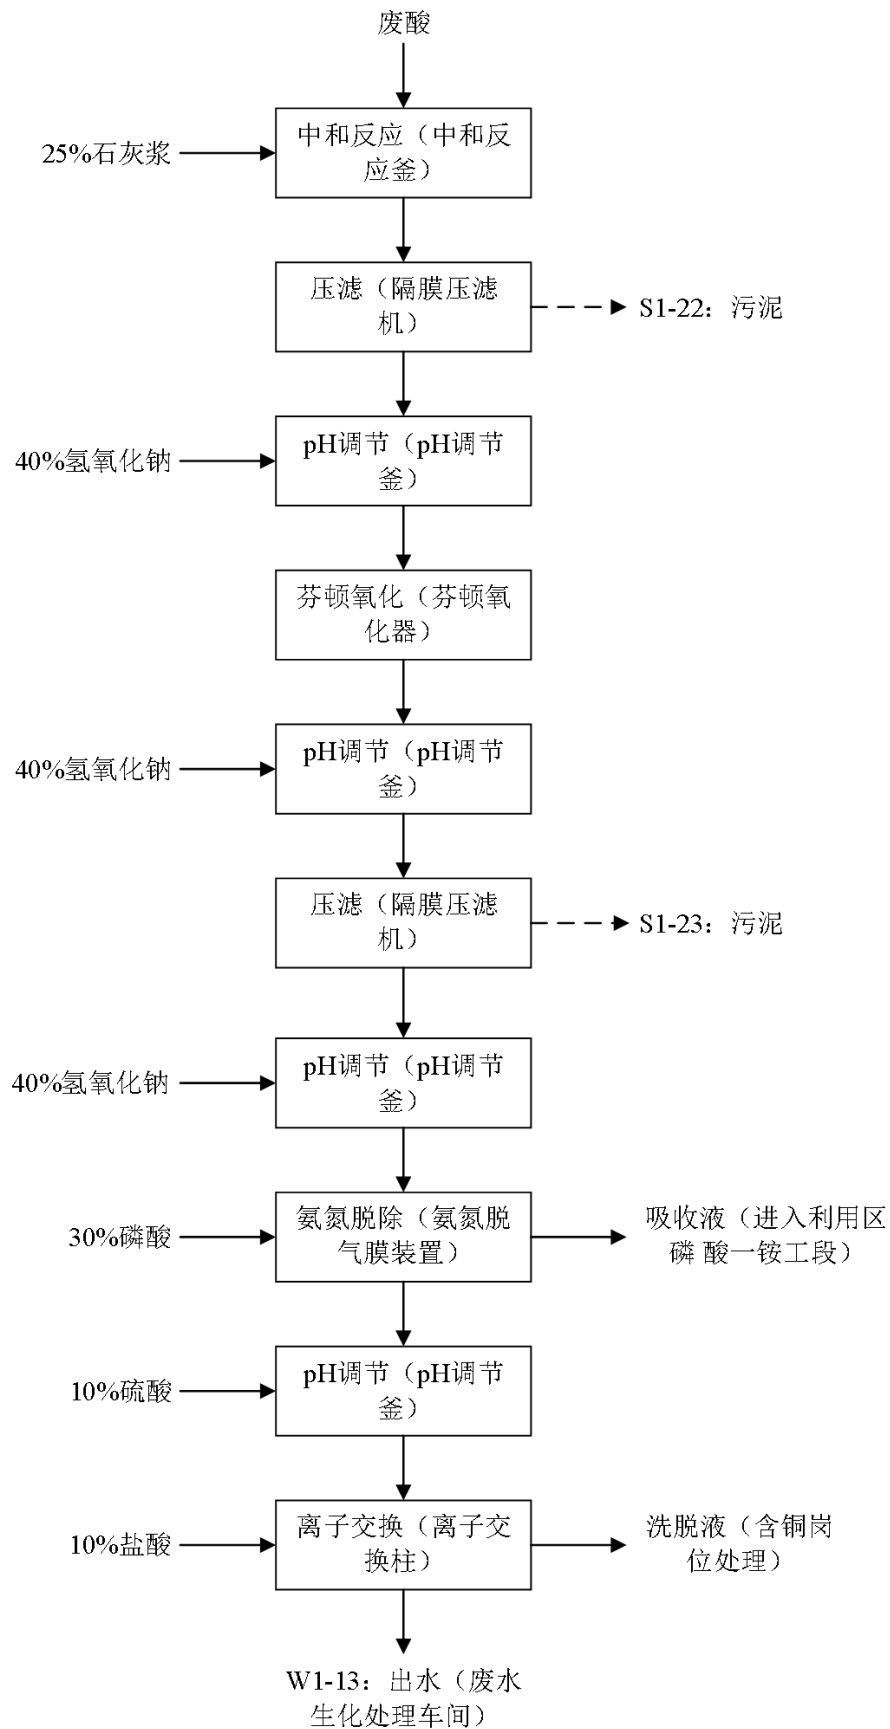 废酸
25%石灰浆
中和反应（中和反
应釜）
压滤（隔膜压滤
机）
S1-22：污泥
40%氢氧化钠
pH调节（pH调节
釜）
芬顿氧化（芬顿氧
化器）
40%氢氧化钠
pH调节（pH调节
釜）
压滤（隔膜压滤
机）
S1-23：污泥
40%氢氧化钠
pH调节（pH调节
釜）
30%磷酸
氨氮脱除（氨氮脱
气膜装置）
吸收液（进入利用区
磷 酸一铵工段）
10%硫酸
pH调节（pH调节
釜）
10%盐酸
离子交换（离子交
换柱）
洗脱液（含铜岗
位处理）
W1-13：出水（废水
生化处理车间）